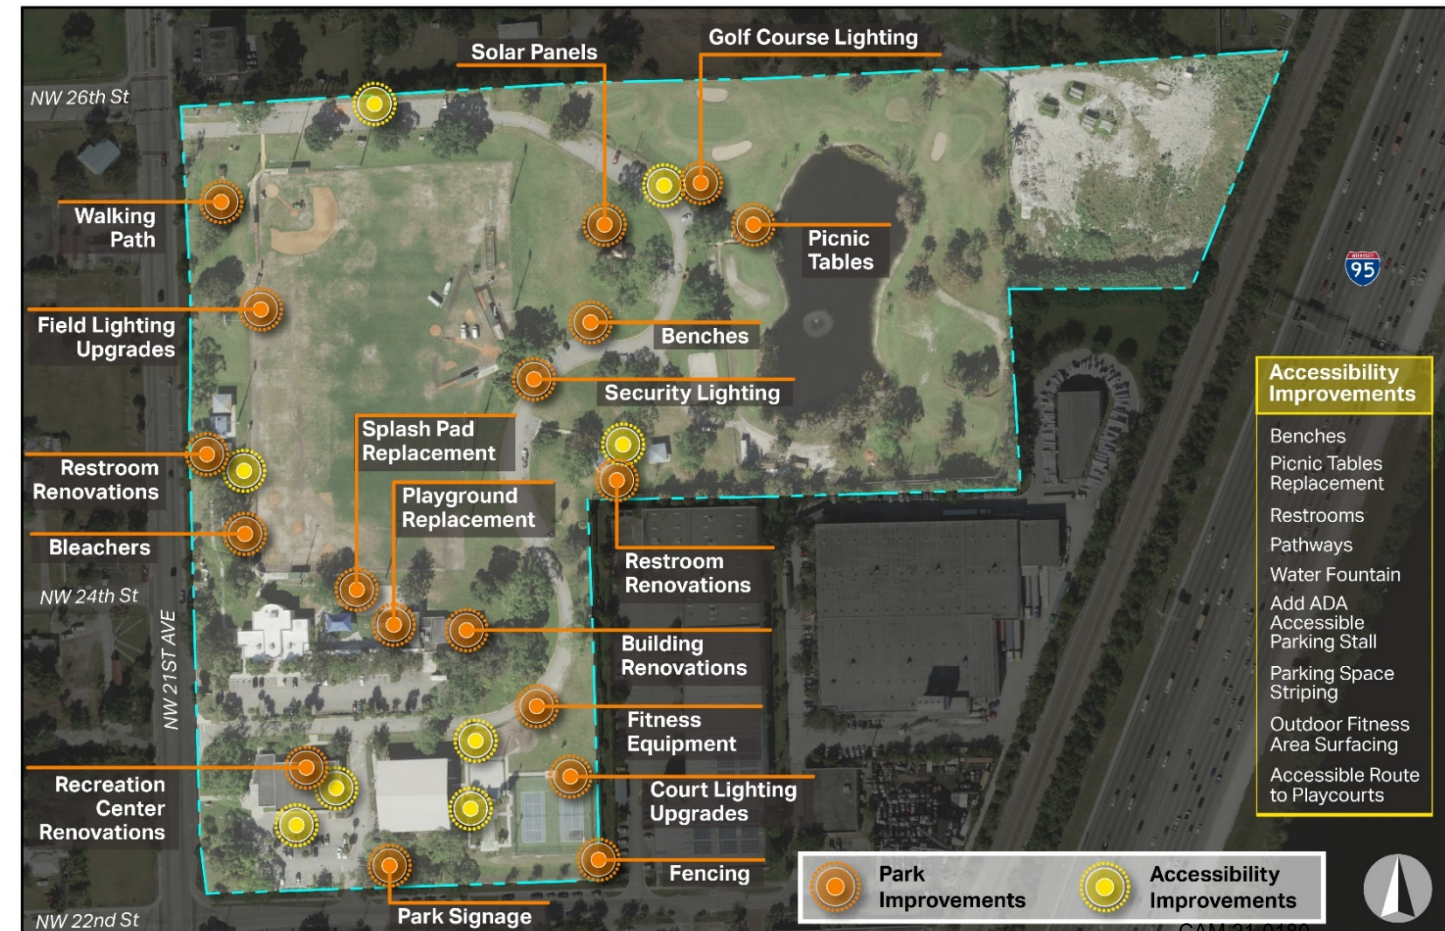 Solar Panels
Golf Course Lighting
NW 26th St
Walking
Path
Picnic
Tables
INTERSTATE
95
Field Lighting
Upgrades
Benches
Security Lighting
Accessibility
Improvements
Benches
Picnic Tables
Replacement
Restrooms
Pathways
Water Fountain
Add ADA
Accessible
Parking Stall
Parking Space
Striping
Outdoor Fitness
Area Surfacing
Accessible Route
to Playcourts
Splash Pad
Replacement
Restroom
Renovations
Playground
Replacement
Bleachers
Restroom
Renovations
NW 24th St
NW 21ST AVE
Building
Renovations
Fitness
Equipment
Recreation
Center
Renovations
Court Lighting
Upgrades
Fencing
Park Signage
NW 22nd St
Park
Improvements
Accessibility
Improvements
CAM 21-0189